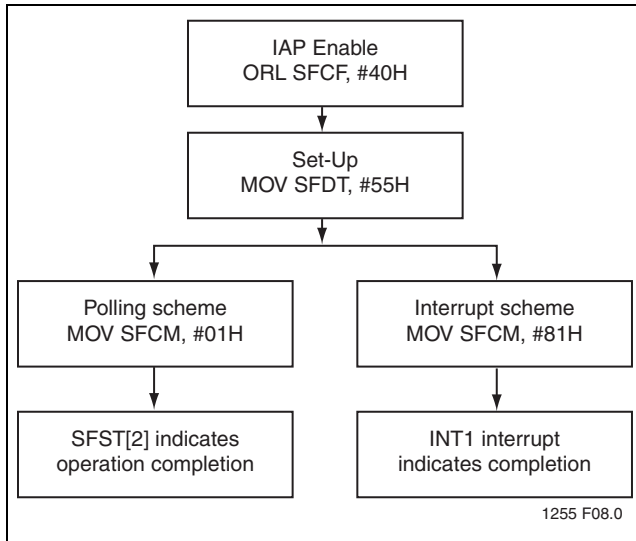 IAP Enable
ORL SFCF, #40H
Set-Up
MOV SFDT, #55H
Polling scheme
MOV SFCM, #01H
Interrupt scheme
MOV SFCM, #81H
SFST[2] indicates
operation completion
INT1 interrupt
indicates completion
1255 F08.0